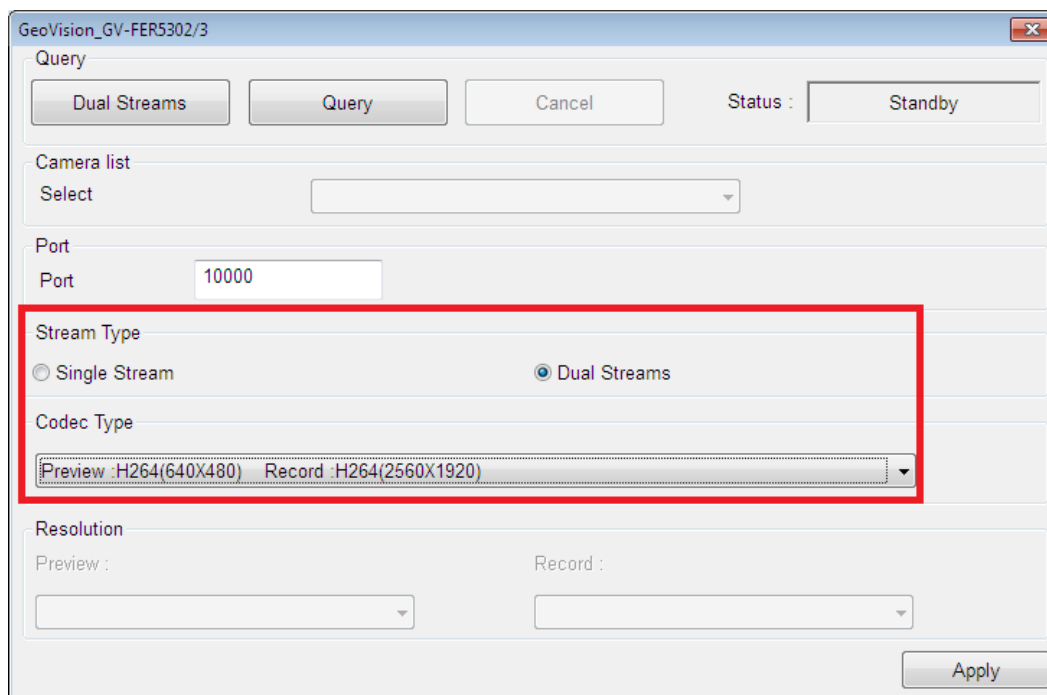 GeoVision_GV-FER5302/3
Query
Dual Streams Query Cancel Status : Standby
Camera list
Select
Port
Port 10000
Stream Type
Single Stream Dual Streams
Codec Type
Preview :H264(640X480) Record :H264(2560X1920)
Resolution
Preview : Record :
Apply